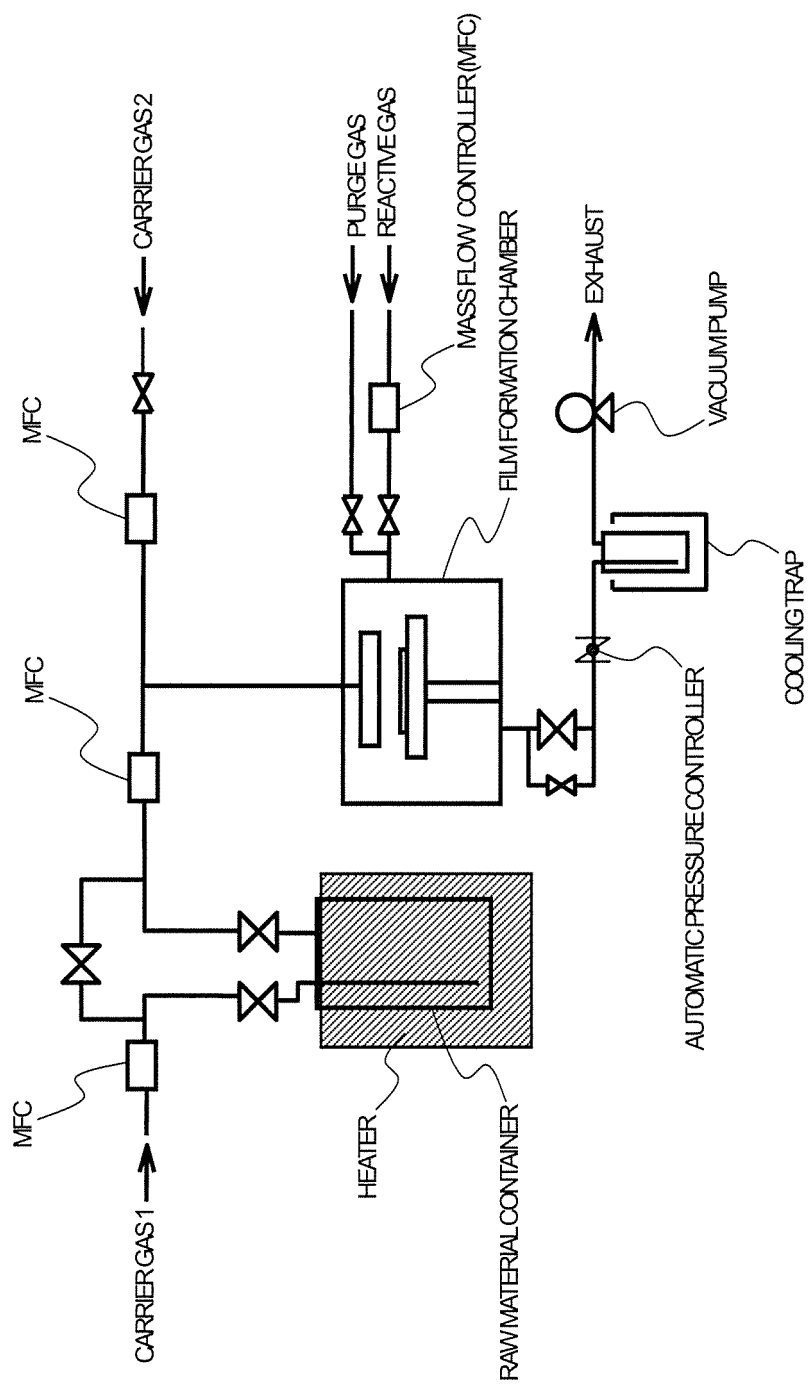 MFC
MFC
MFC
CARRIER GAS 1
CARRIER GAS 2
PURGE GAS
REACTIVE GAS
MASS FLOW CONTROLLER (MFC)
FILM FORMATION CHAMBER
HEATER
RAW MATERIAL CONTAINER
EXHAUST
VACUUM PUMP
AUTOMATIC PRESSURE CONTROLLER
COOLING TRAP